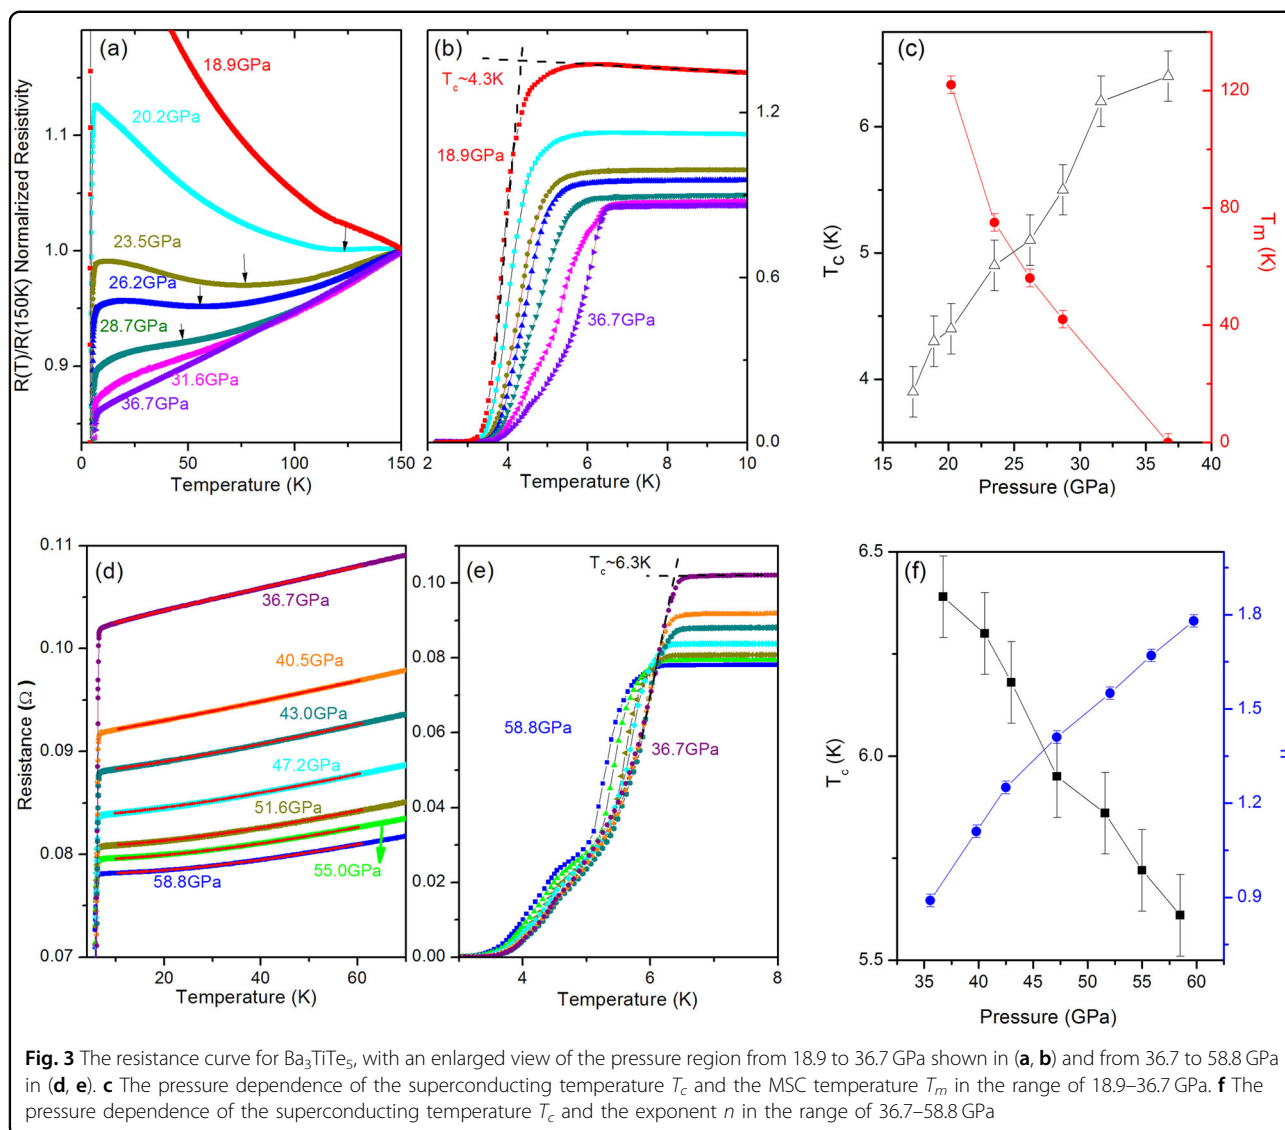 (a)
18.9GPa
20.2GPa
23.5GPa
26.2GPa
28.7GPa
31.6GPa
36.7GPa
R(T)/R(150K) Normalrized Resistivity
1.1
1.0
0.9
0 50 100 150
Temperature (K)
(b)
T_c~4.3K
18.9GPa
36.7GPa
1.2
0.6
0.0
2 4 6 8 10
Temperature (K)
(c)
T_C (K)
6
5
4
T_m (K)
120
80
40
0
15 20 25 30 35 40
Pressure (GPa)
(d)
36.7GPa
40.5GPa
43.0GPa
47.2GPa
51.6GPa
55.0GPa
58.8GPa
Resistance (Ω)
0.11
0.10
0.09
0.08
0.07
20 40 60
Temperature (K)
(e)
T_c~6.3K
58.8GPa
36.7GPa
0.10
0.08
0.06
0.04
0.02
0.00
4 6 8
Temperature (K)
(f)
T_c (K)
6.5
6.0
5.5
1.8
1.5
1.2
0.9
n
35 40 45 50 55 60
Pressure (GPa)
Fig. 3 The resistance curve for Ba₃TiTe₅, with an enlarged view of the pressure region from 18.9 to 36.7 GPa shown in (a, b) and from 36.7 to 58.8 GPa
in (d, e). c The pressure dependence of the superconducting temperature T_c and the MSC temperature T_m in the range of 18.9–36.7 GPa. f The
pressure dependence of the superconducting temperature T_c and the exponent n in the range of 36.7–58.8 GPa